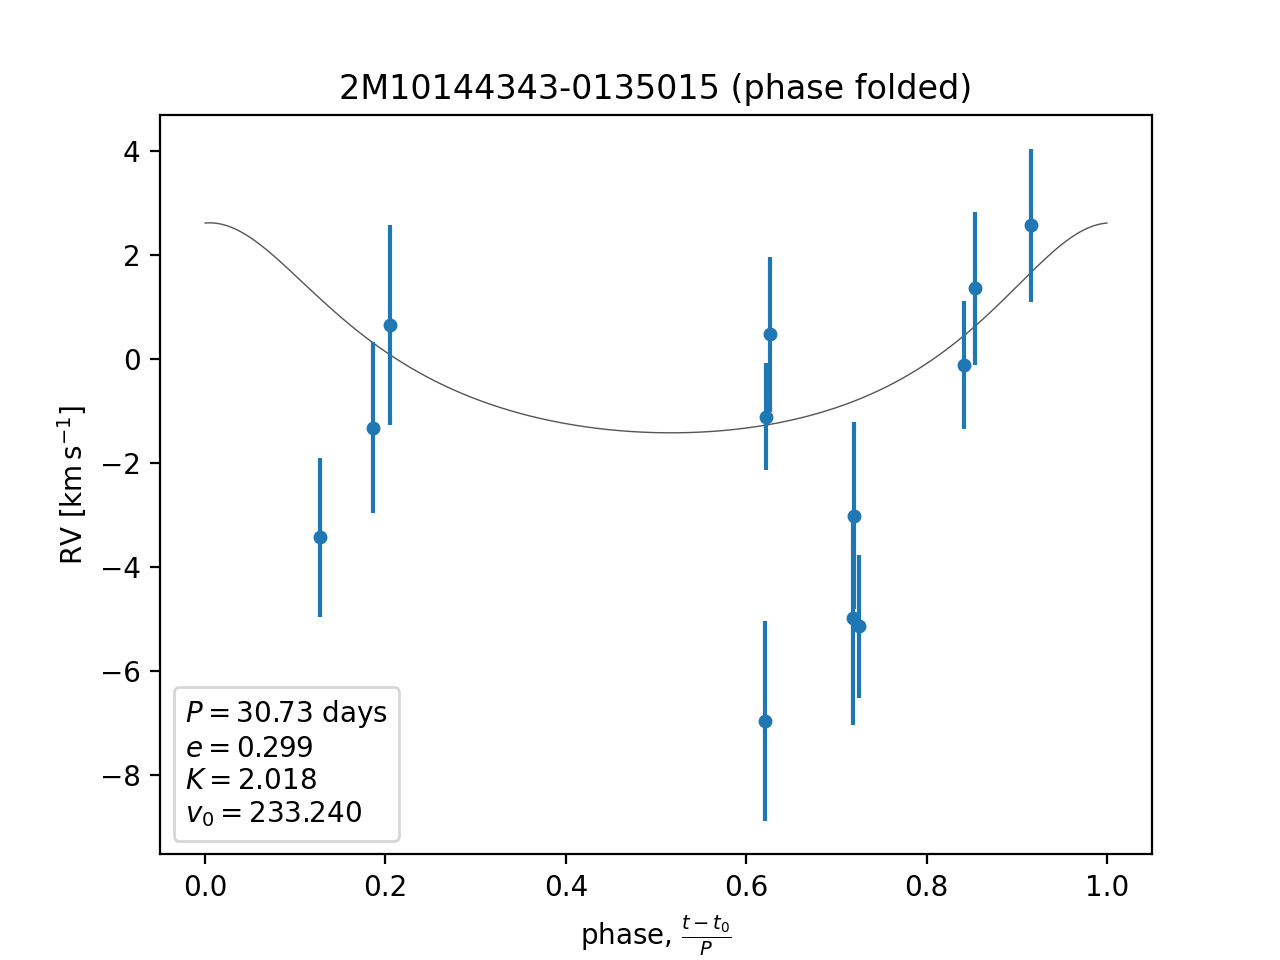 2M10144343-0135015 (phase folded)
4
2
0
−2
−4
−6
−8
RV [km s⁻¹]
P = 30.73 days
e = 0.299
K = 2.018
v₀ = 233.240
0.0 0.2 0.4 0.6 0.8 1.0
phase, (t − t₀)/P